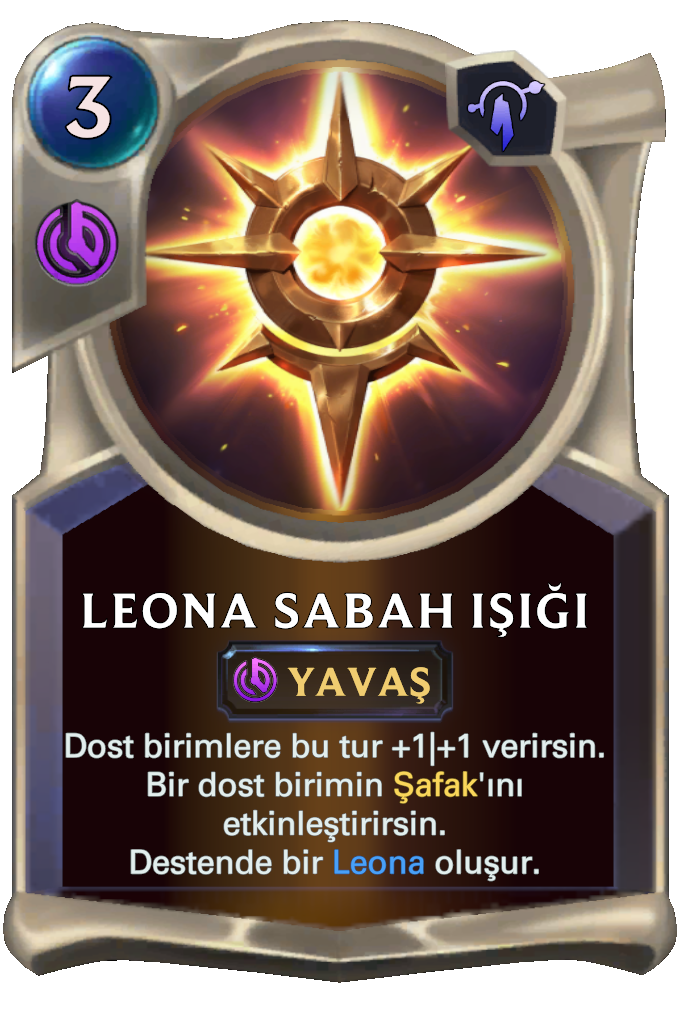 3
LEONA SABAH IŞIĞI
YAVAŞ
Dost birimlere bu tur +1|+1 verirsin.
Bir dost birimin Şafak'ını
etkinleştirirsin.
Destende bir Leona oluşur.